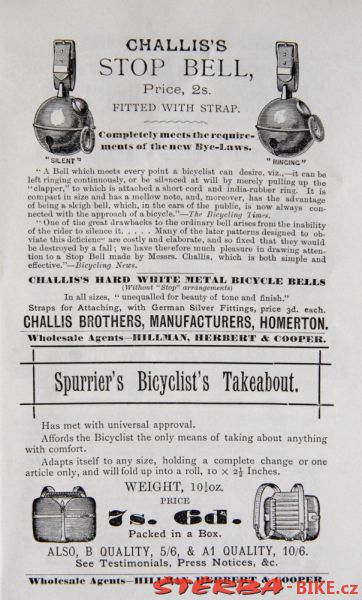 CHALLIS'S
STOP BELL,
Price, 2s.
FITTED WITH STRAP.
Completely meets the require-
ments of the new Bye-Laws.
"SILENT"
"RINGING"
"A Bell which meets every point a bicyclist can desire, viz.,—it can be
left ringing continuously, or be silenced at will by merely pulling up the
"clapper," to which is attached a short cord and india-rubber ring. It is
compact in size and has a mellow note, and, moreover, has the advantage
of being a sleigh bell, which, in the ears of the public, is now always con-
nected with the approach of a bicycle."—The Bicycling Times.
"One of the great drawbacks to the ordinary bell arises from the inability
of the rider to silence it. . . . . Many of the later patterns designed to ob-
viate this deficiency are costly and elaborate, and so fixed that they would
be destroyed by a fall; we have therefore much pleasure in drawing atten-
tion to a Stop Bell made by Messrs. Challis, which is both simple and
effective."—Bicycling News.
CHALLIS'S HARD WHITE METAL BICYCLE BELLS
(Without "Stop" arrangements)
In all sizes, "unequalled for beauty of tone and finish."
Straps for Attaching, with German Silver Fittings, price 3d. each.
CHALLIS BROTHERS, MANUFACTURERS, HOMERTON.
Wholesale Agents—HILLMAN, HERBERT & COOPER.
Spurrier's Bicyclist's Takeabout.
Has met with universal approval.
Affords the Bicyclist the only means of taking about anything
with comfort.
Adapts itself to any size, holding a complete change or one
article only, and will fold up into a roll, 10 × 2½ Inches.
WEIGHT, 10½oz.
PRICE
7s. 6d.
Packed in a Box.
ALSO, B QUALITY, 5/6, & A1 QUALITY, 10/6.
See Testimonials, Press Notices, &c.
Wholesale Agents—HILLMAN, HERBERT & COOPER.
STERBA-BIKE.cz